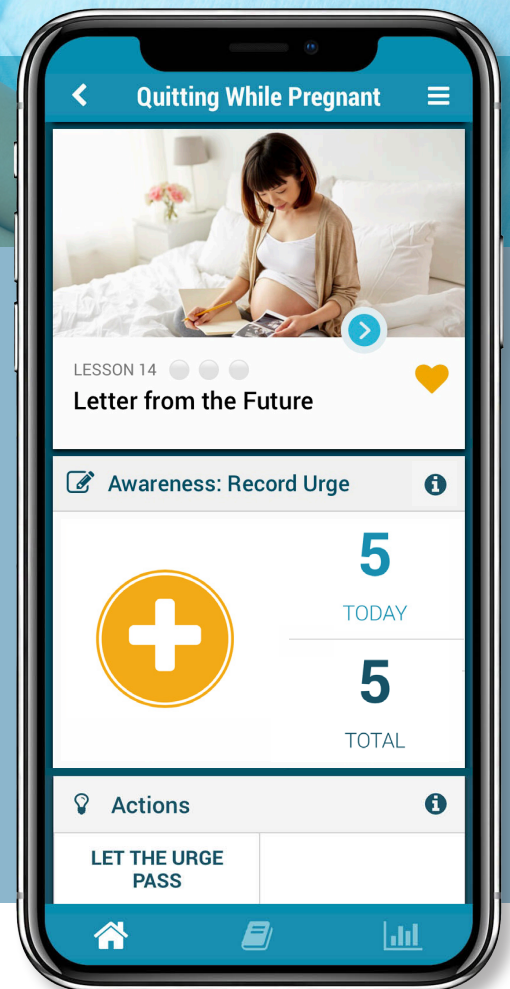 Quitting While Pregnant
LESSON 14
Letter from the Future
Awareness: Record Urge
5
TODAY
5
TOTAL
Actions
LET THE URGE
PASS